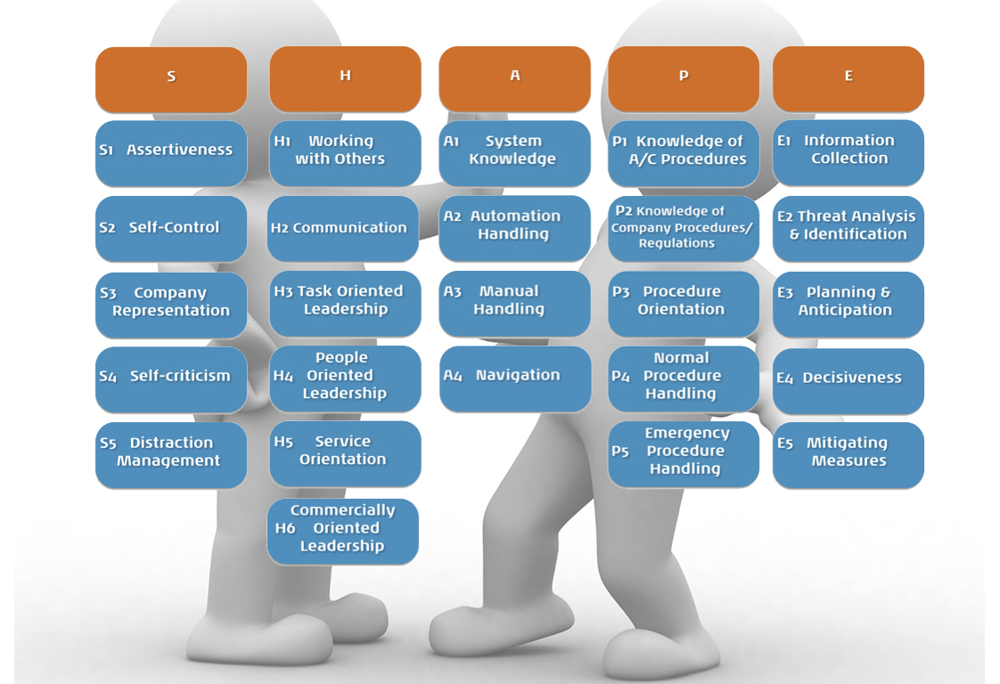 S
H
A
P
E
S1 Assertiveness
S2 Self-Control
S3 Company
Representation
S4 Self-criticism
S5 Distraction
Management
H1 Working
with Others
H2 Communication
H3 Task Oriented
Leadership
People
H4 Oriented
Leadership
H5 Service
Orientation
Commercially
H6 Oriented
Leadership
A1 System
Knowledge
A2 Automation
Handling
A3 Manual
Handling
A4 Navigation
P1 Knowledge of
A/C Procedures
P2 Knowledge of
Company Procedures/
Regulations
P3 Procedure
Orientation
Normal
P4 Procedure
Handling
Emergency
P5 Procedure
Handling
E1 Information
Collection
E2 Threat Analysis
& Identification
E3 Planning &
Anticipation
E4 Decisiveness
E5 Mitigating
Measures